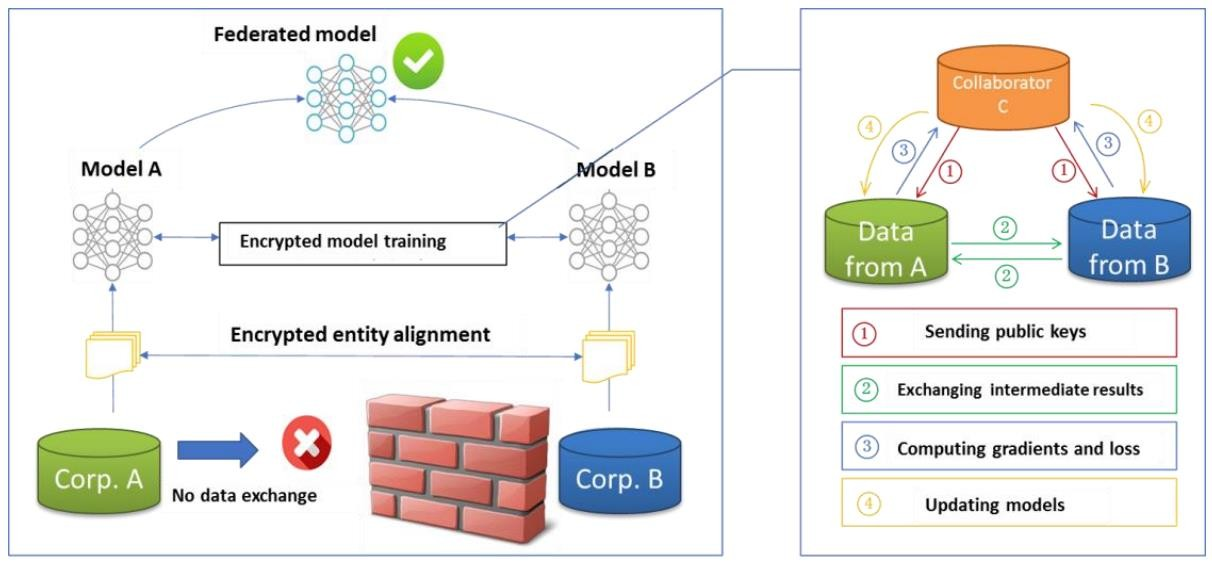 Federated model
Model A
Model B
Encrypted model training
Encrypted entity alignment
Corp. A
No data exchange
Corp. B
Collaborator
C
④
③
①
①
③
④
Data
from A
②
②
Data
from B
① Sending public keys
② Exchanging intermediate results
③ Computing gradients and loss
④ Updating models